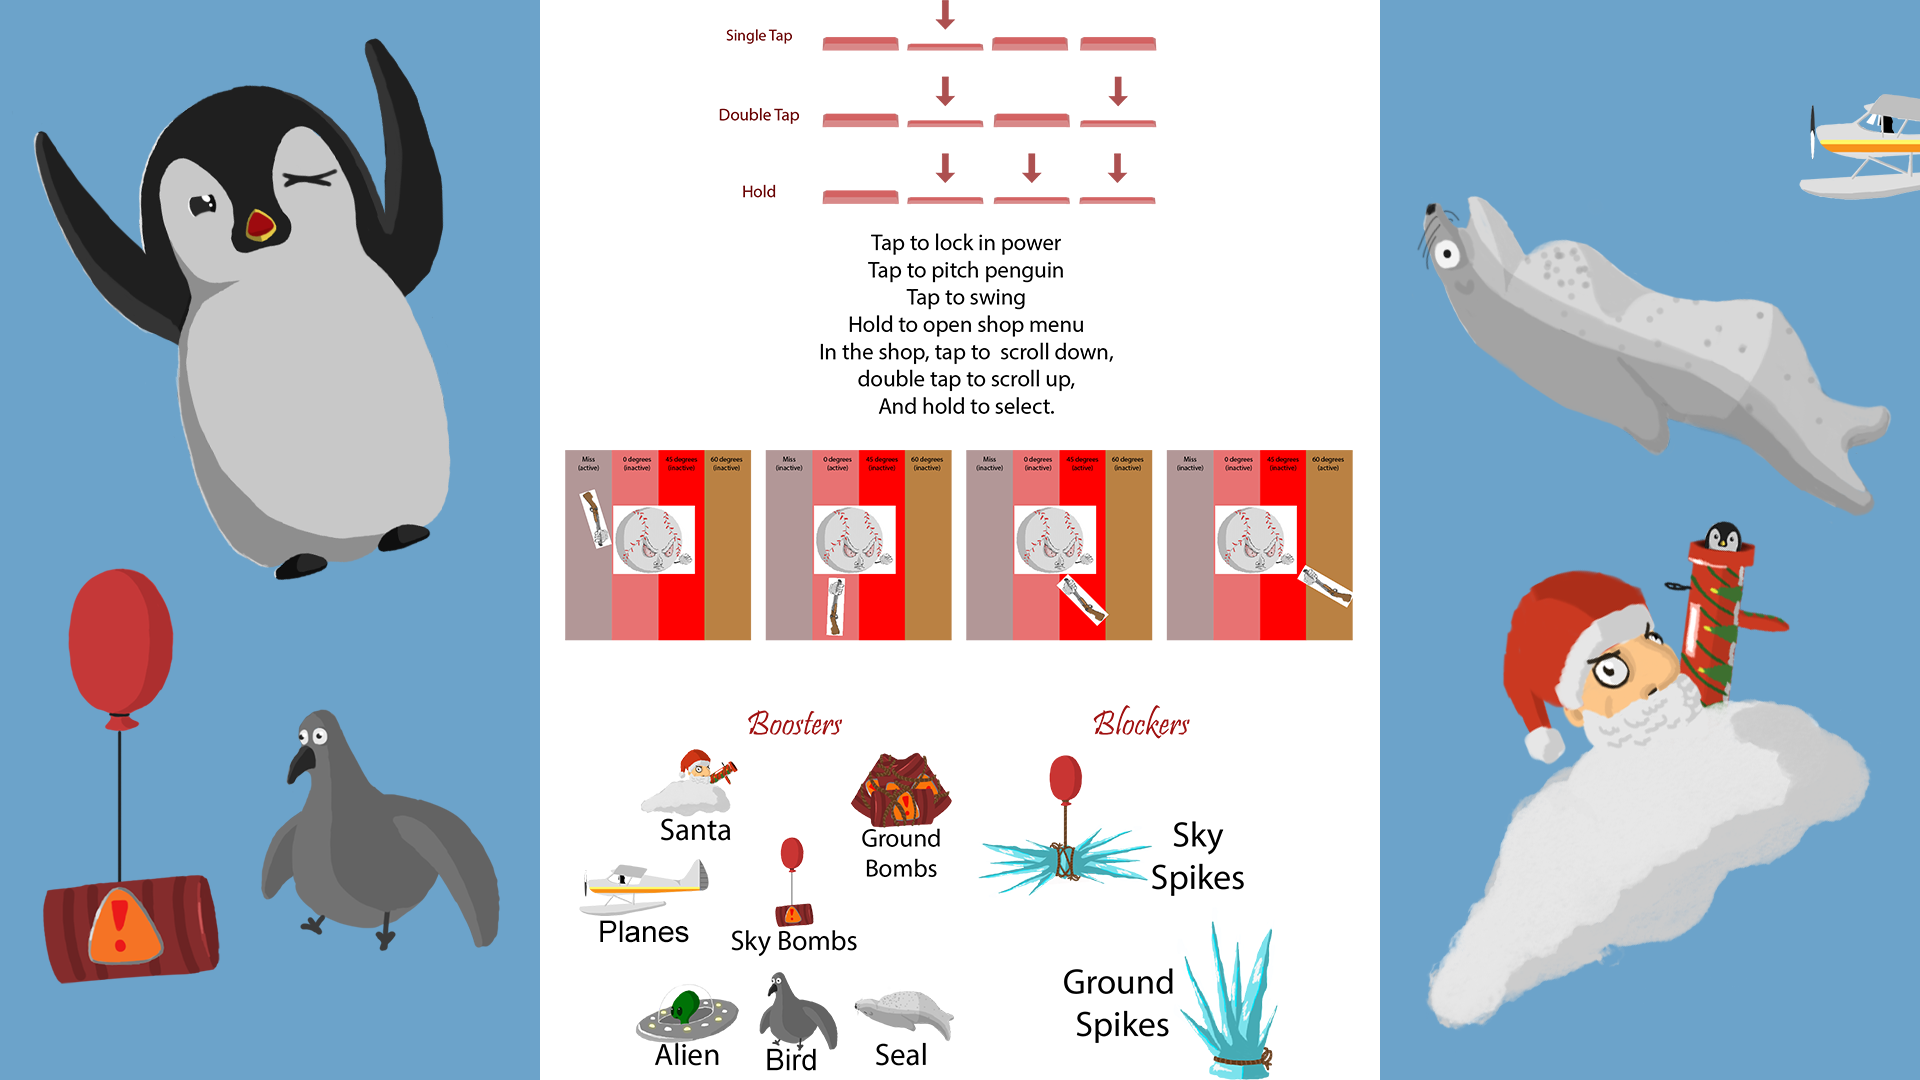 Single Tap
Double Tap
Hold
Tap to lock in power
Tap to pitch penguin
Tap to swing
Hold to open shop menu
In the shop, tap to scroll down,
double tap to scroll up,
And hold to select.
Miss
(active)
0 degrees
(inactive)
45 degrees
(inactive)
60 degrees
(inactive)
Miss
(inactive)
0 degrees
(active)
45 degrees
(inactive)
60 degrees
(inactive)
Miss
(inactive)
0 degrees
(inactive)
45 degrees
(active)
60 degrees
(inactive)
Miss
(inactive)
0 degrees
(inactive)
45 degrees
(inactive)
60 degrees
(active)
Boosters
Santa
Ground
Bombs
Planes
Sky Bombs
Alien
Bird
Seal
Blockers
Sky
Spikes
Ground
Spikes